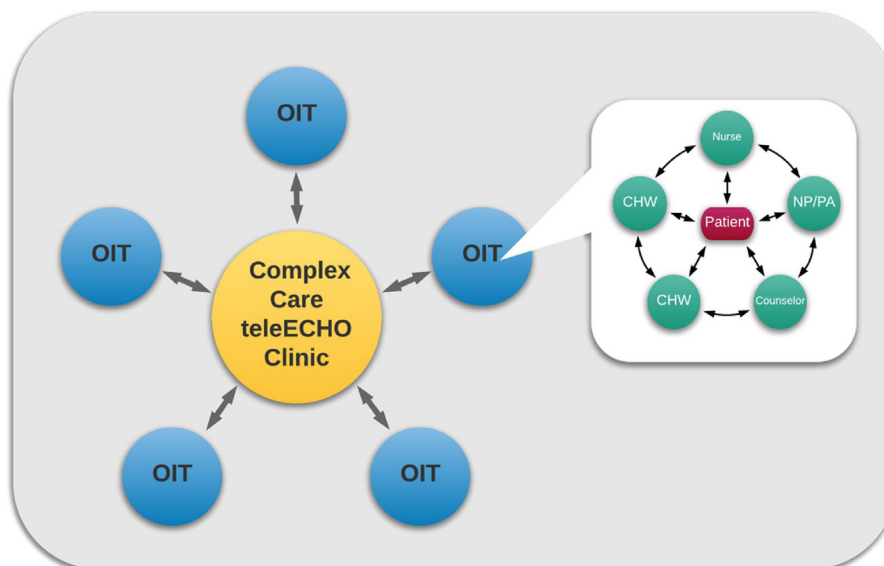 OIT
Nurse
CHW
NP/PA
OIT
OIT
Patient
Complex
Care
teleECHO
Clinic
CHW
Counselor
OIT
OIT